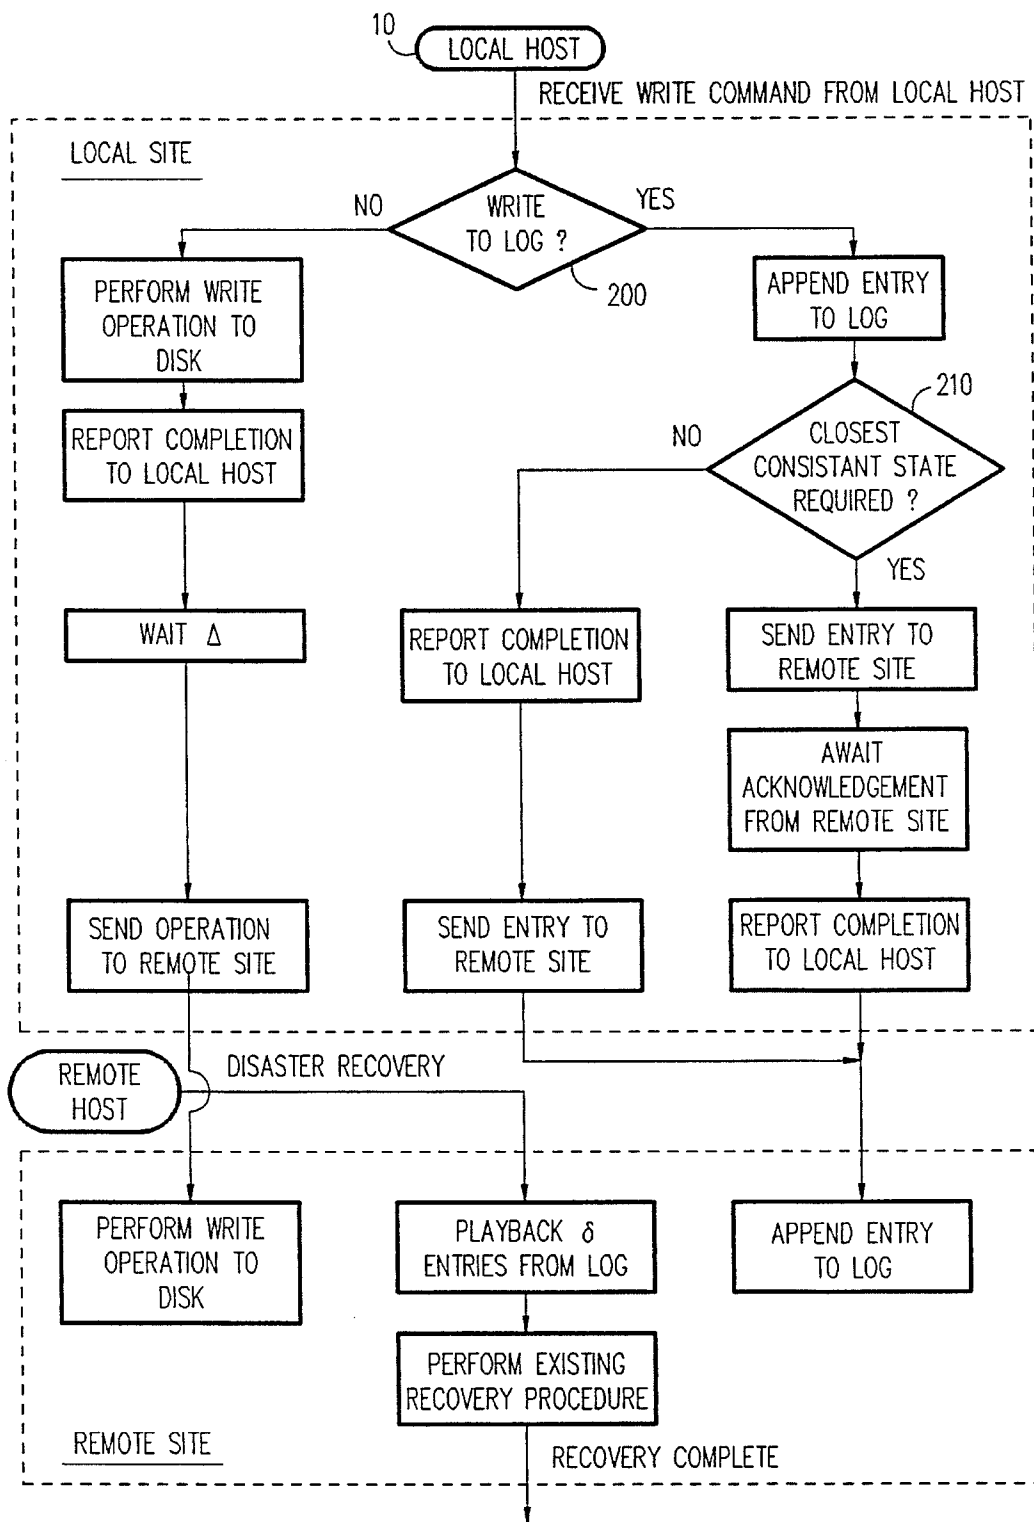 10
LOCAL HOST
RECEIVE WRITE COMMAND FROM LOCAL HOST
LOCAL SITE
NO
WRITE
TO LOG ?
YES
200
PERFORM WRITE
OPERATION TO
DISK
APPEND ENTRY
TO LOG
REPORT COMPLETION
TO LOCAL HOST
210
NO
CLOSEST
CONSISTANT STATE
REQUIRED ?
YES
WAIT Δ
REPORT COMPLETION
TO LOCAL HOST
SEND ENTRY TO
REMOTE SITE
AWAIT
ACKNOWLEDGEMENT
FROM REMOTE SITE
SEND OPERATION
TO REMOTE SITE
SEND ENTRY TO
REMOTE SITE
REPORT COMPLETION
TO LOCAL HOST
REMOTE
HOST
DISASTER RECOVERY
PERFORM WRITE
OPERATION TO
DISK
PLAYBACK δ
ENTRIES FROM LOG
APPEND ENTRY
TO LOG
PERFORM EXISTING
RECOVERY PROCEDURE
REMOTE SITE
RECOVERY COMPLETE